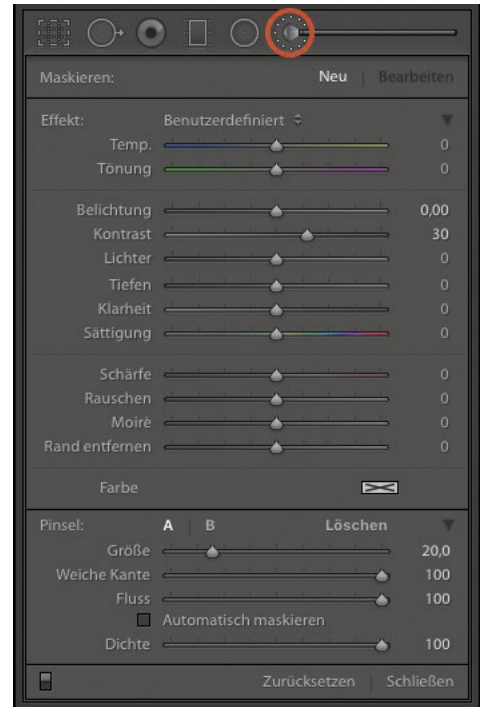 Maskieren: Neu | Bearbeiten
Effekt: Benutzerdefiniert
Temp. 0
Tönung 0
Belichtung 0,00
Kontrast 30
Lichter 0
Tiefen 0
Klarheit 0
Sättigung 0
Schärfe 0
Rauschen 0
Moiré 0
Rand entfernen 0
Farbe
Pinsel: A | B Löschen
Größe 20,0
Weiche Kante 100
Fluss 100
Automatisch maskieren
Dichte 100
Zurücksetzen | Schließen